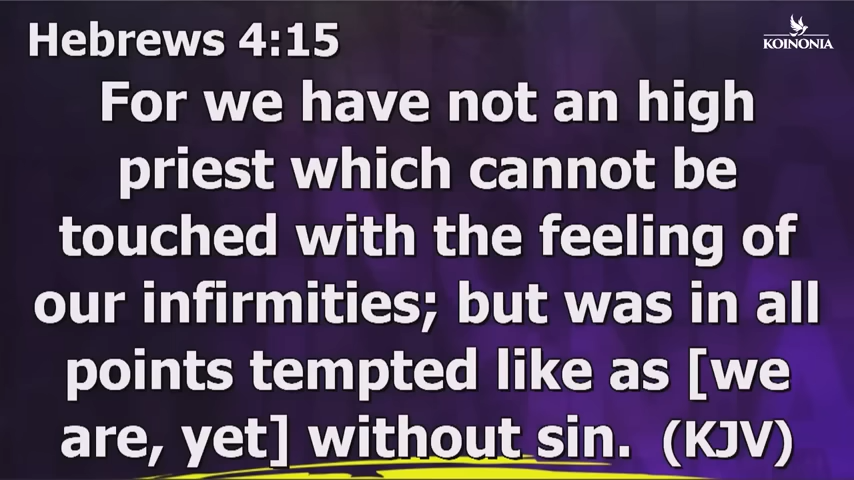 Hebrews 4:15
KOINONIA
For we have not an high
priest which cannot be
touched with the feeling of
our infirmities; but was in all
points tempted like as [we
are, yet] without sin. (KJV)